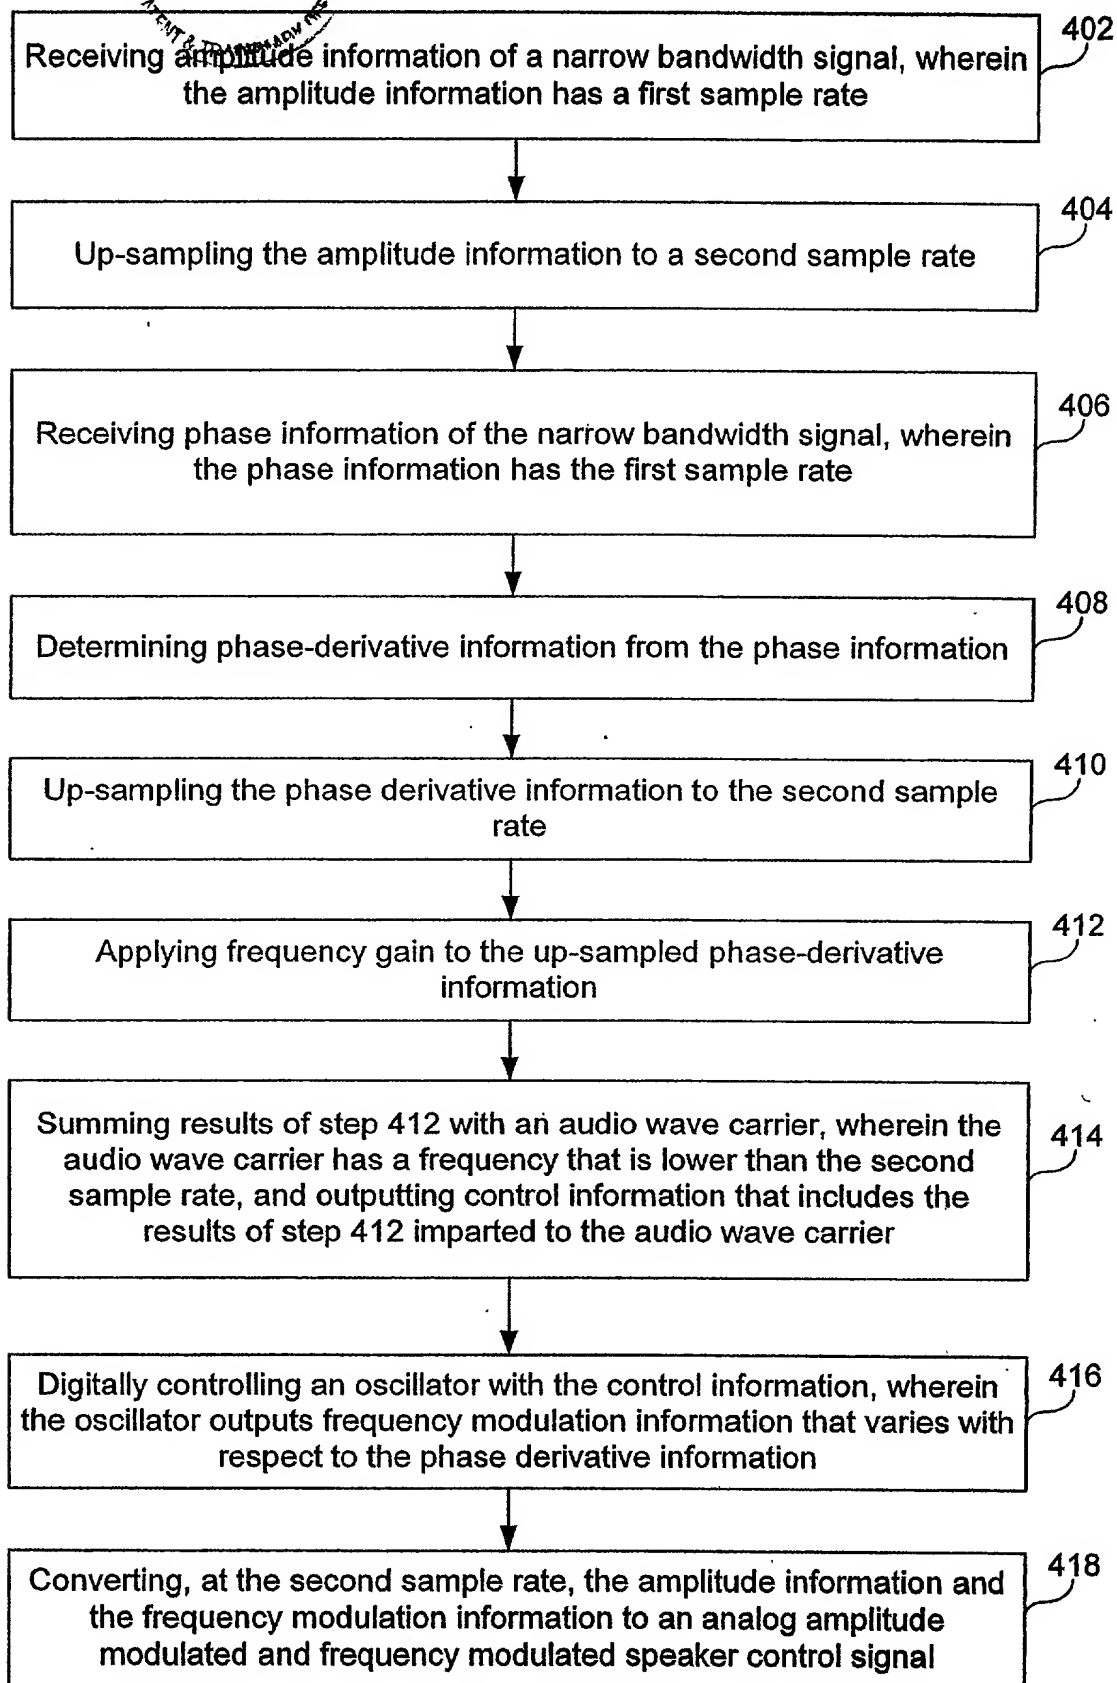 402
Receiving amplitude information of a narrow bandwidth signal, wherein
the amplitude information has a first sample rate
404
Up-sampling the amplitude information to a second sample rate
406
Receiving phase information of the narrow bandwidth signal, wherein
the phase information has the first sample rate
408
Determining phase-derivative information from the phase information
410
Up-sampling the phase derivative information to the second sample
rate
412
Applying frequency gain to the up-sampled phase-derivative
information
414
Summing results of step 412 with an audio wave carrier, wherein the
audio wave carrier has a frequency that is lower than the second
sample rate, and outputting control information that includes the
results of step 412 imparted to the audio wave carrier
416
Digitally controlling an oscillator with the control information, wherein
the oscillator outputs frequency modulation information that varies with
respect to the phase derivative information
418
Converting, at the second sample rate, the amplitude information and
the frequency modulation information to an analog amplitude
modulated and frequency modulated speaker control signal